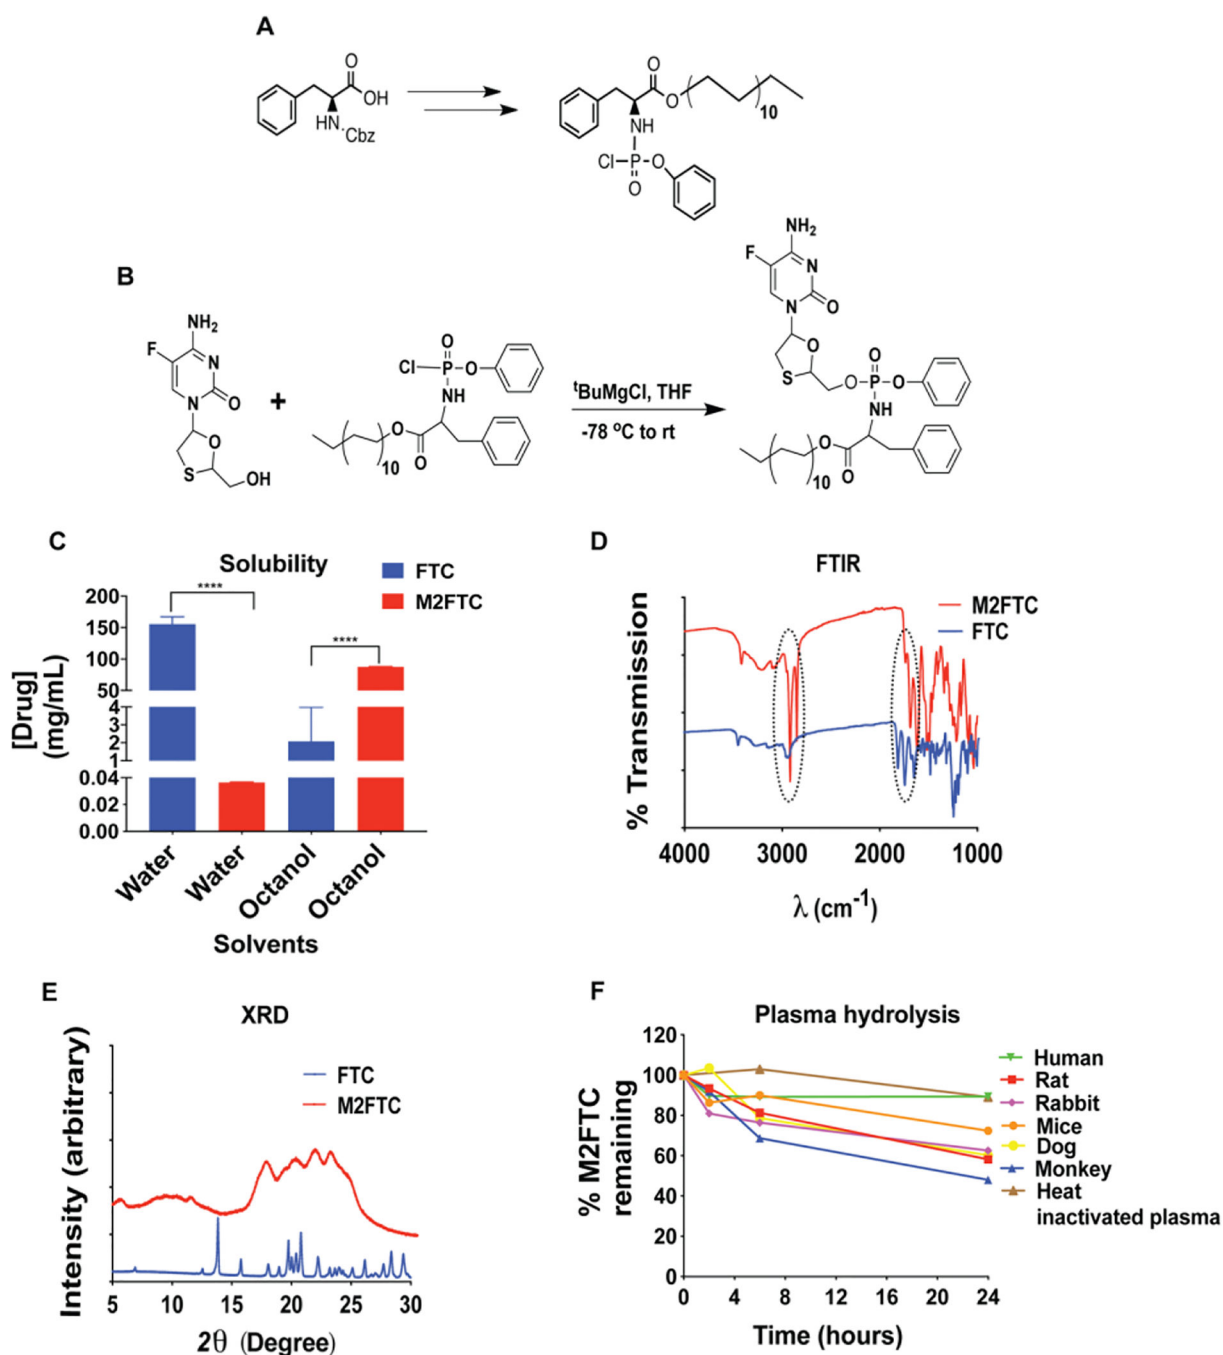 A
O
OH
HN
Cbz
O
O
10
NH
Cl
P
O
O
B
NH2
F
N
N
O
O
S
OH
+
O
Cl
P
O
NH
O
10
O
tBuMgCl, THF
-78 oC to rt
NH2
F
N
N
O
O
S
O
O
P
O
NH
O
10
O
C
Solubility
FTC
M2FTC
****
****
[Drug]
(mg/mL)
200
150
100
50
4
3
2
1
0.04
0.02
0.00
Water
Water
Octanol
Octanol
Solvents
D
FTIR
M2FTC
FTC
% Transmission
4000
3000
2000
1000
λ (cm-1)
E
XRD
FTC
M2FTC
Intensity (arbitrary)
5
10
15
20
25
30
2θ (Degree)
F
Plasma hydrolysis
% M2FTC
remaining
120
100
80
60
40
20
0
0
4
8
12
16
20
24
Time (hours)
Human
Rat
Rabbit
Mice
Dog
Monkey
Heat
inactivated plasma